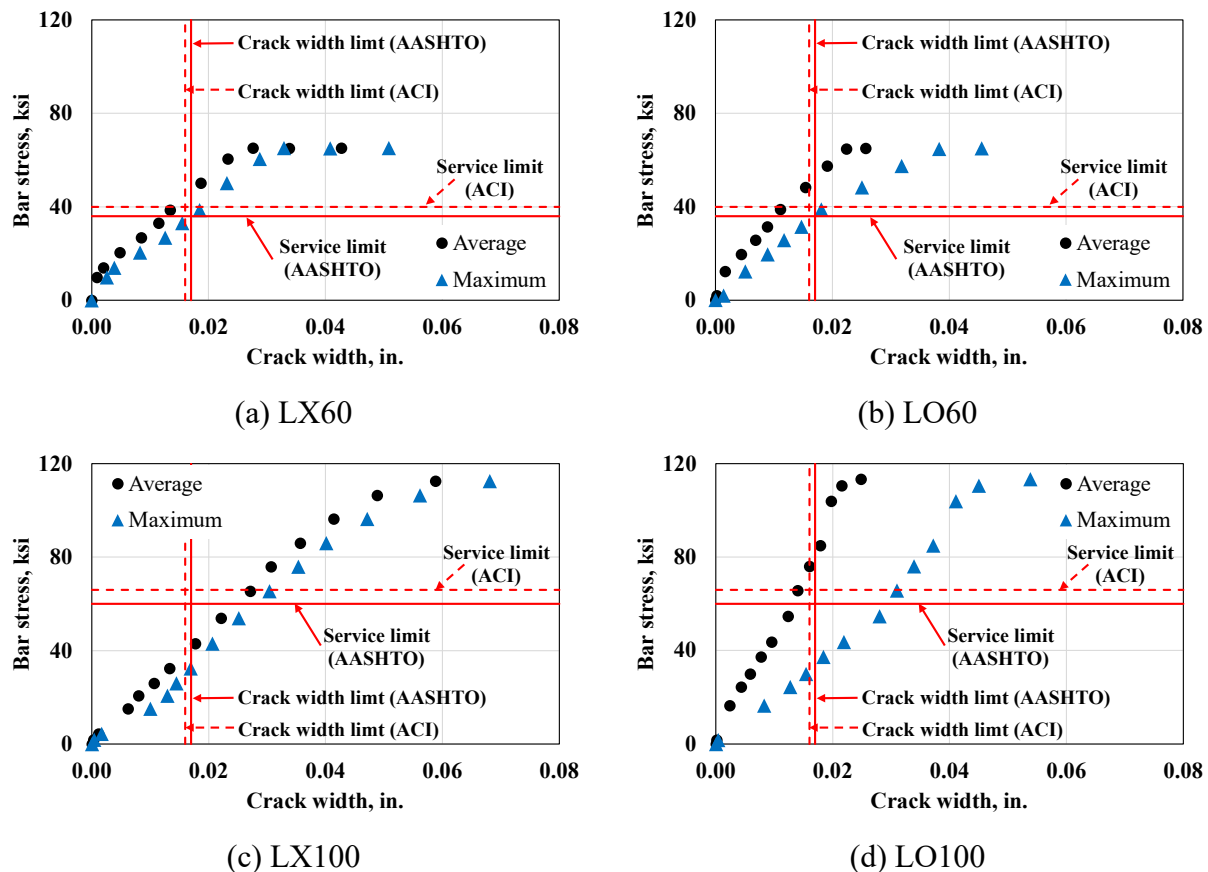 120
80
40
0
Bar stress, ksi
Crack width limt (AASHTO)
Crack width limt (ACI)
Service limit
(ACI)
Service limit
(AASHTO)
Average
Maximum
0.00 0.02 0.04 0.06 0.08
Crack width, in.
(a) LX60
120
80
40
0
Bar stress, ksi
Crack width limt (AASHTO)
Crack width limt (ACI)
Service limit
(ACI)
Service limit
(AASHTO)
Average
Maximum
0.00 0.02 0.04 0.06 0.08
Crack width, in.
(b) LO60
120
80
40
0
Bar stress, ksi
Average
Maximum
Service limit
(ACI)
Service limit
(AASHTO)
Crack width limt (AASHTO)
Crack width limt (ACI)
0.00 0.02 0.04 0.06 0.08
Crack width, in.
(c) LX100
120
80
40
0
Bar stress, ksi
Average
Maximum
Service limit
(ACI)
Service limit
(AASHTO)
Crack width limt (AASHTO)
Crack width limt (ACI)
0.00 0.02 0.04 0.06 0.08
Crack width, in.
(d) LO100